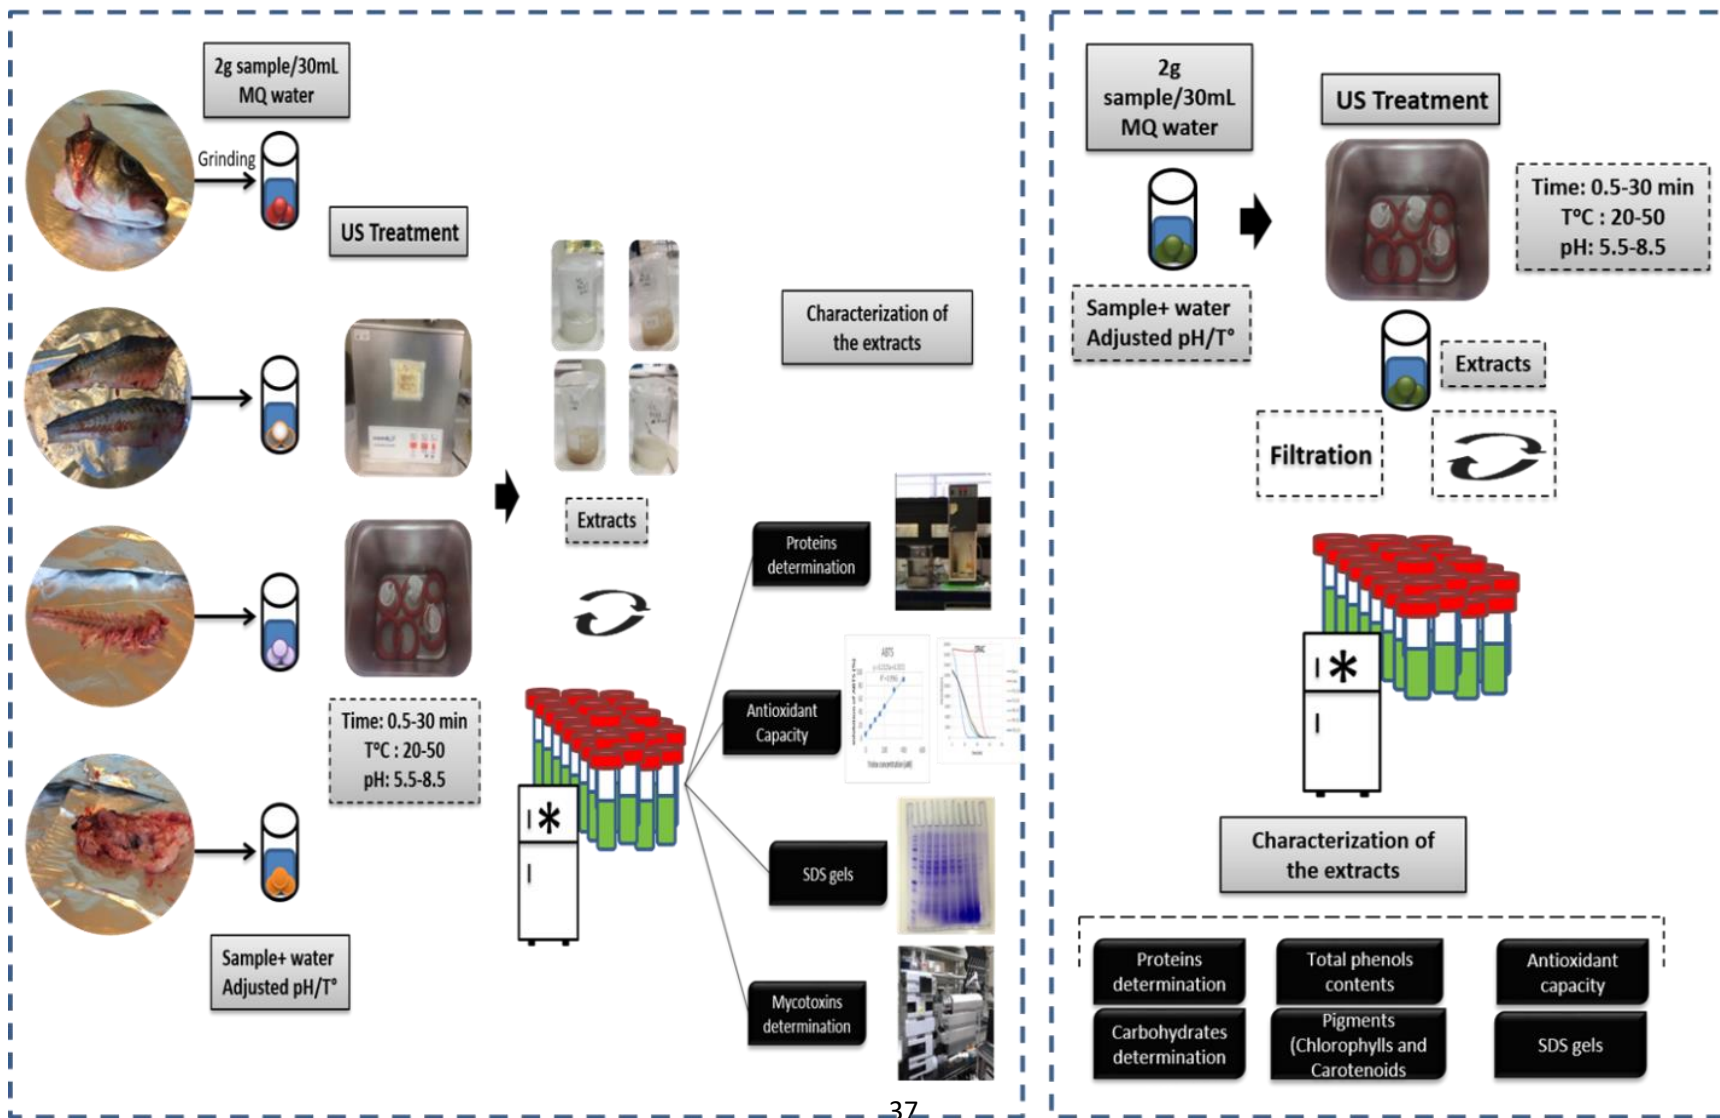 2g sample/30mL
MQ water
Grinding
US Treatment
Time: 0.5-30 min
TºC : 20-50
pH: 5.5-8.5
Sample+ water
Adjusted pH/T°
Extracts
Characterization of
the extracts
Proteins
determination
Antioxidant
Capacity
ABTS
SDS gels
Mycotoxins
determination
2g
sample/30mL
MQ water
US Treatment
Time: 0.5-30 min
TºC : 20-50
pH: 5.5-8.5
Sample+ water
Adjusted pH/T°
Extracts
Filtration
Characterization of
the extracts
Proteins
determination
Total phenols
contents
Antioxidant
capacity
Carbohydrates
determination
Pigments
(Chlorophylls and
Carotenoids
SDS gels
37